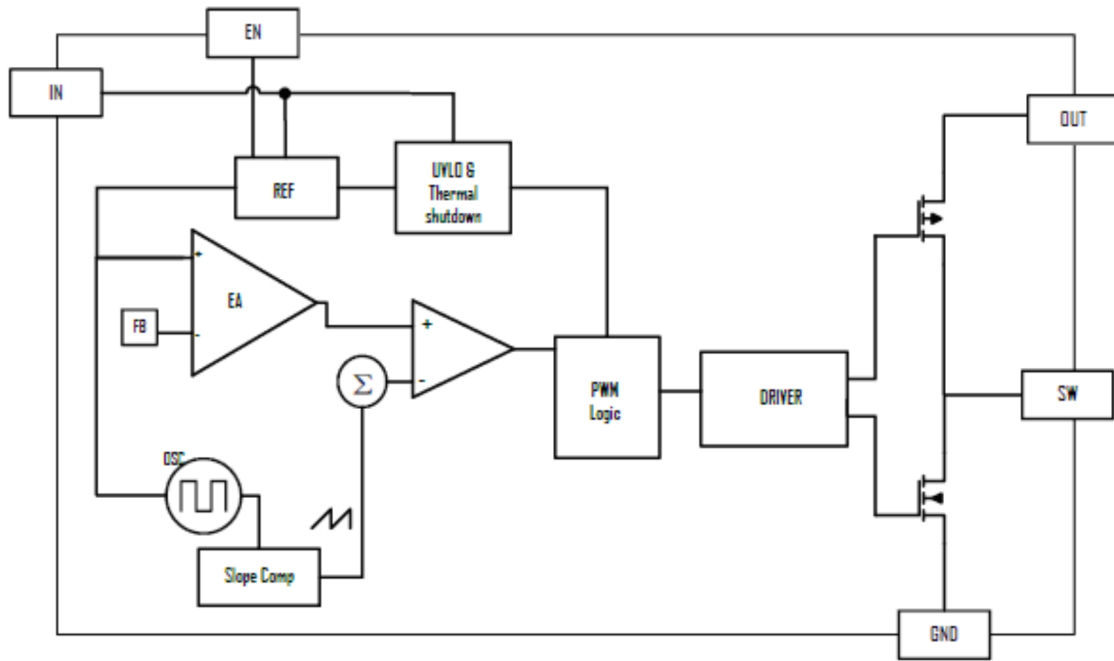 EN
IN
OUT
REF
UVLO &
Thermal
shutdown
+
EA
FB
-
+
-
Σ
PWM
Logic
DRIVER
SW
OSC
Slope Comp
GND